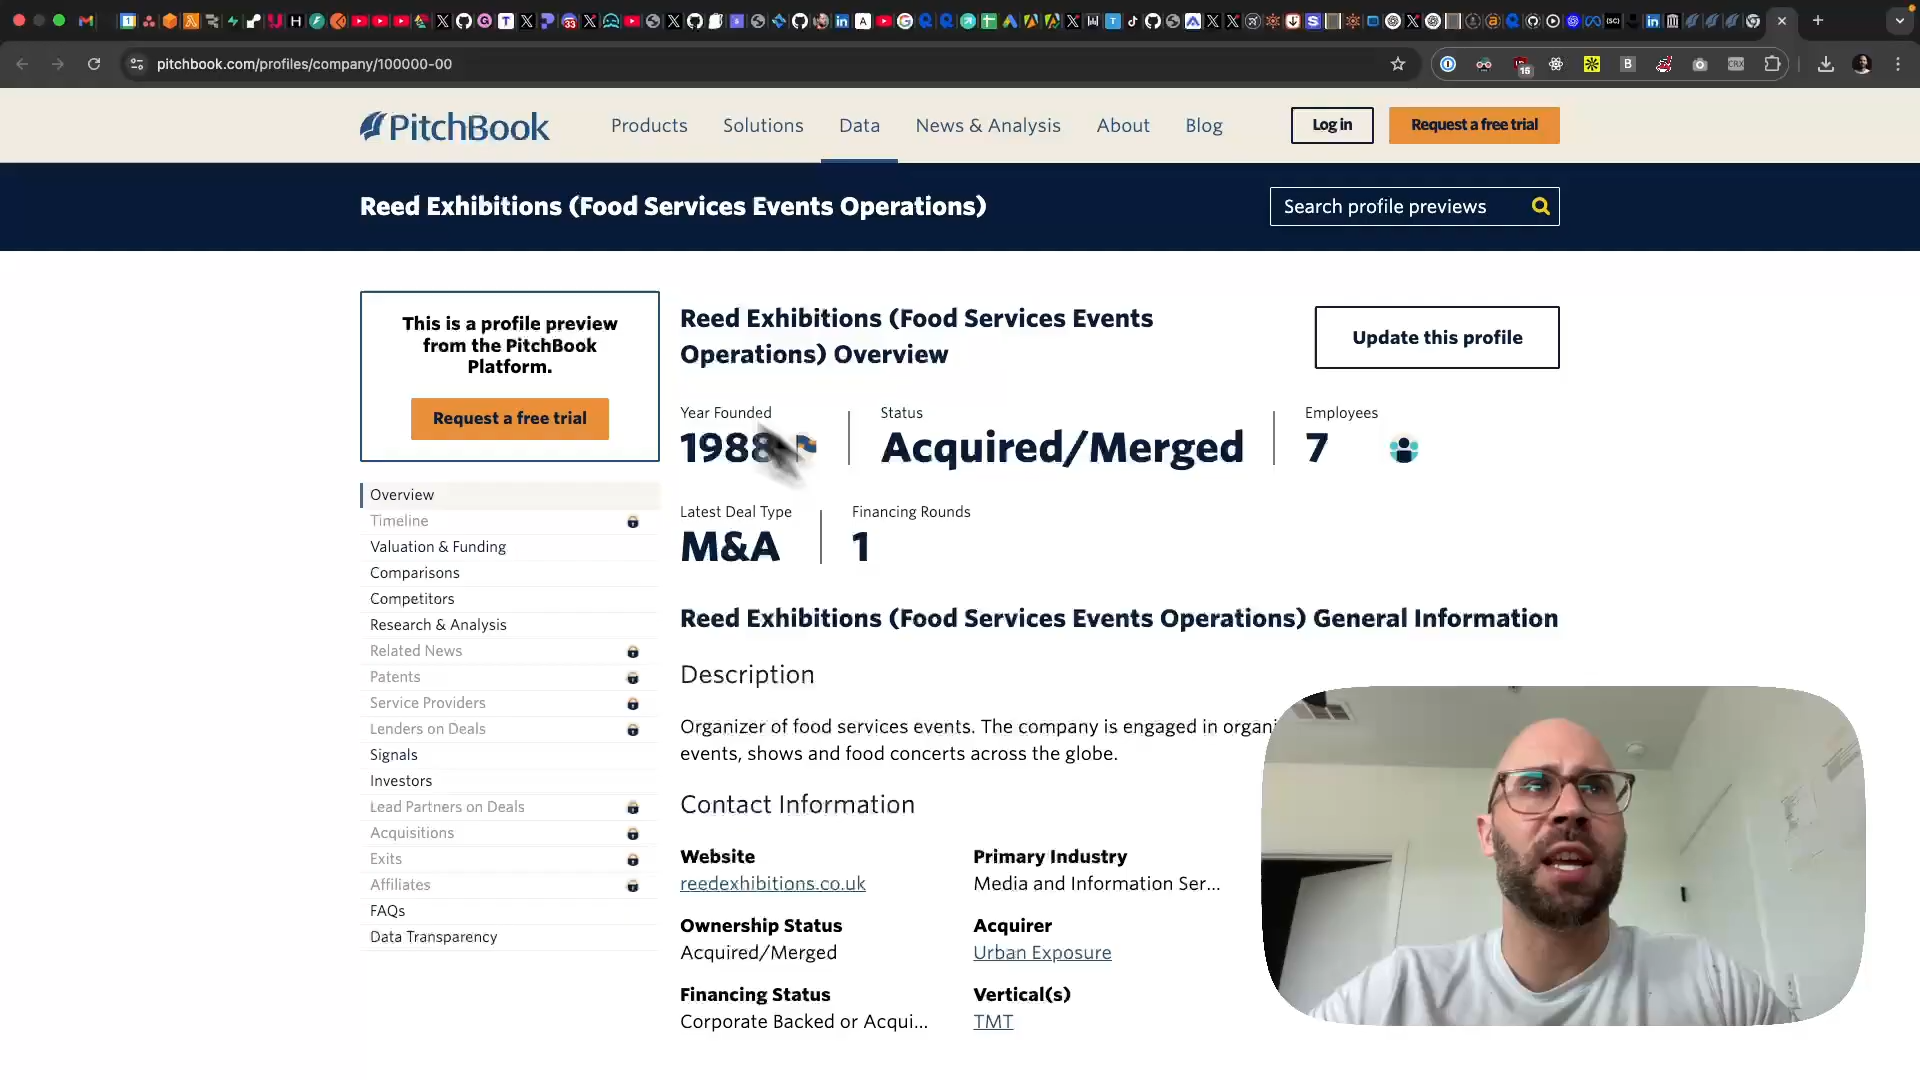 pitchbook.com/profiles/company/100000-00
15
B
CRX
PitchBook
Products
Solutions
Data
News & Analysis
About
Blog
Log in
Request a free trial
Reed Exhibitions (Food Services Events Operations)
Search profile previews
This is a profile preview
from the PitchBook
Platform.
Request a free trial
Overview
Timeline
Valuation & Funding
Comparisons
Competitors
Research & Analysis
Related News
Patents
Service Providers
Lenders on Deals
Signals
Investors
Lead Partners on Deals
Acquisitions
Exits
Affiliates
FAQs
Data Transparency
Reed Exhibitions (Food Services Events
Operations) Overview
Update this profile
Year Founded
1988
Status
Acquired/Merged
Employees
7
Latest Deal Type
M&A
Financing Rounds
1
Reed Exhibitions (Food Services Events Operations) General Information
Description
Organizer of food services events. The company is engaged in organi
events, shows and food concerts across the globe.
Contact Information
Website
reedexhibitions.co.uk
Primary Industry
Media and Information Ser...
Ownership Status
Acquired/Merged
Acquirer
Urban Exposure
Financing Status
Corporate Backed or Acqui...
Vertical(s)
TMT